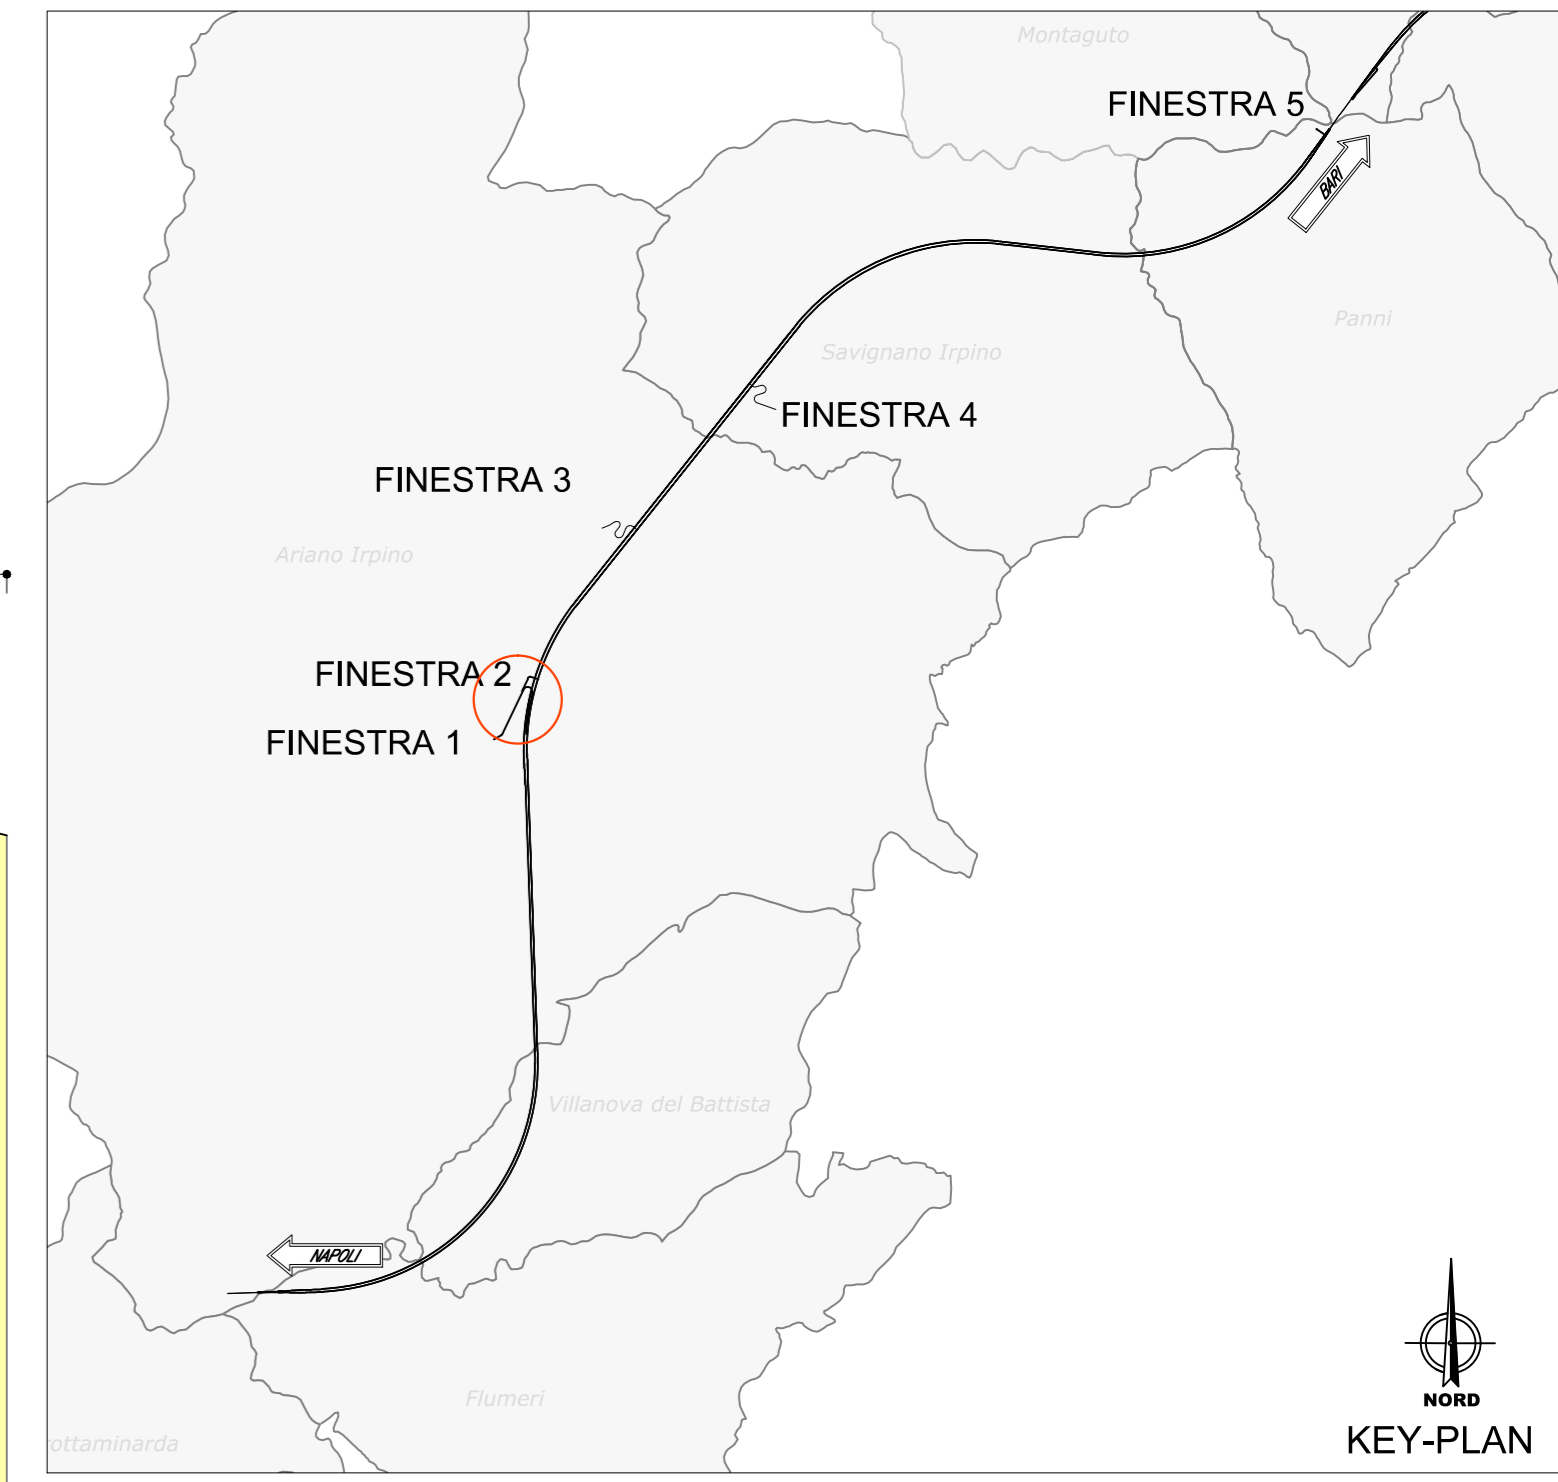 Montaguto
FINESTRA 5
BARI
Panni
Savignano Irpino
FINESTRA 4
FINESTRA 3
Ariano Irpino
FINESTRA 2
FINESTRA 1
Villanova del Battista
NAPOLI
Flumeri
NORD
KEY-PLAN
ottaminarda